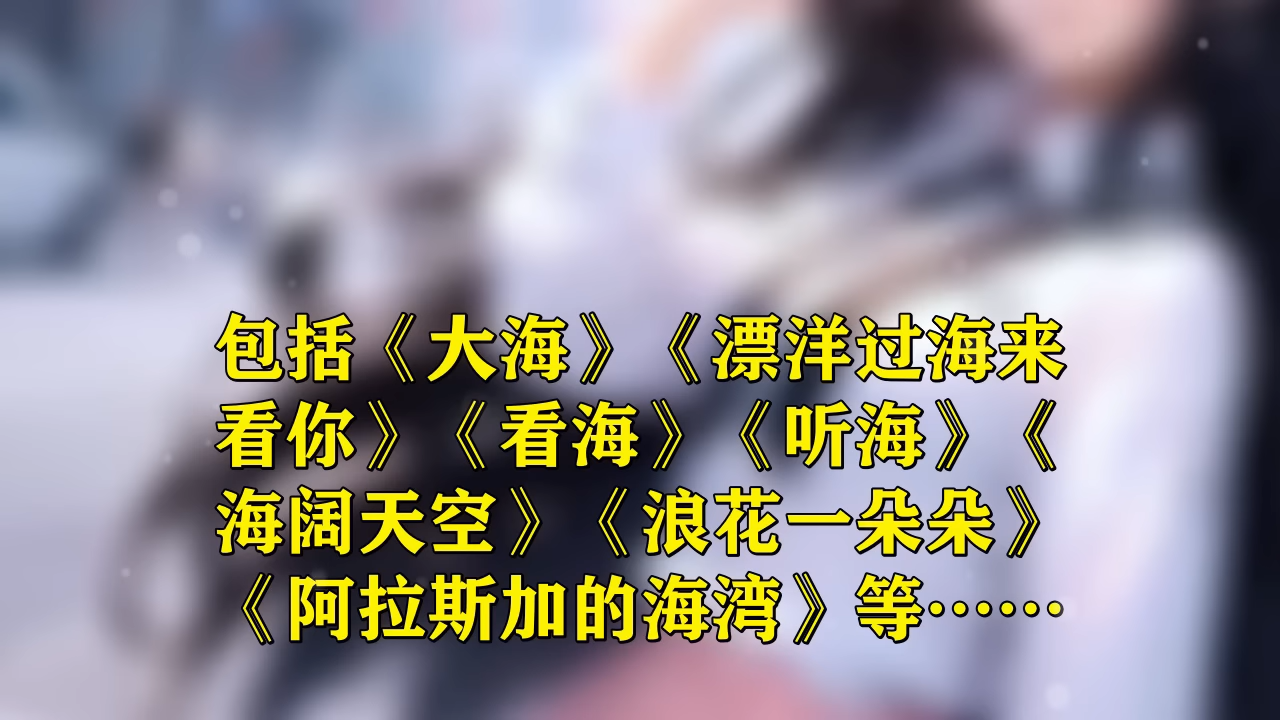 包括《大海》《漂洋过海来
看你》《看海》《听海》《
海阔天空》《浪花一朵朵》
《阿拉斯加的海湾》等……